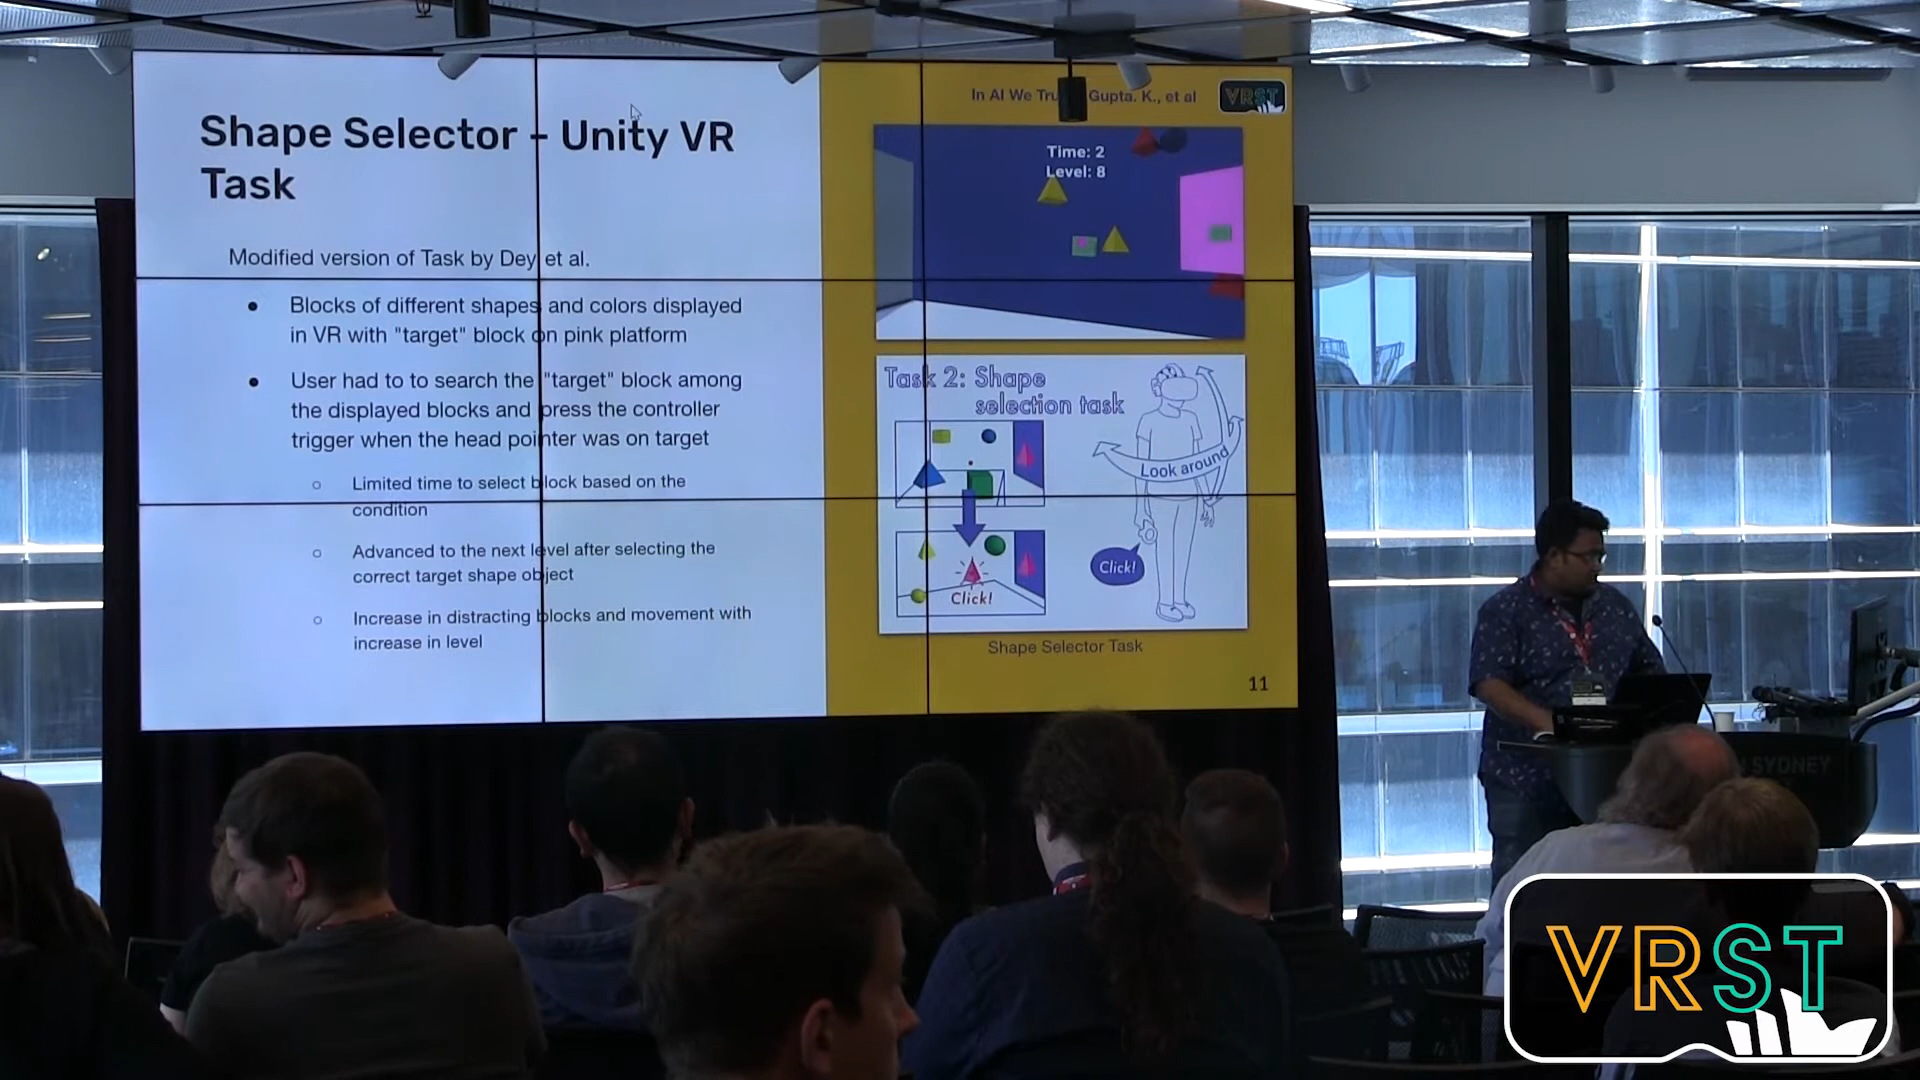 Shape Selector - Unity VR
Task
Modified version of Task by Dey et al.
Blocks of different shapes and colors displayed
in VR with "target" block on pink platform
User had to to search the "target" block among
the displayed blocks and press the controller
trigger when the head pointer was on target
Limited time to select block based on the
condition
Advanced to the next level after selecting the
correct target shape object
Increase in distracting blocks and movement with
increase in level
In AI We Gupta. K., et al
VRST
Time: 2
Level: 8
Task 2: Shape
selection task
Look around
Click!
Click!
Shape Selector Task
11
SYDNEY
VRST